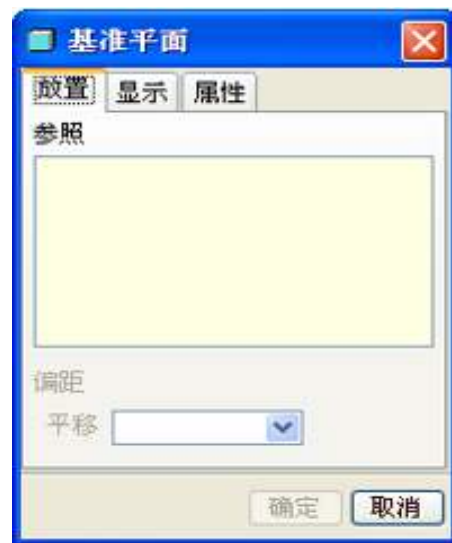 基准平面
放置 显示 属性
参照
偏距
平移
确定 取消